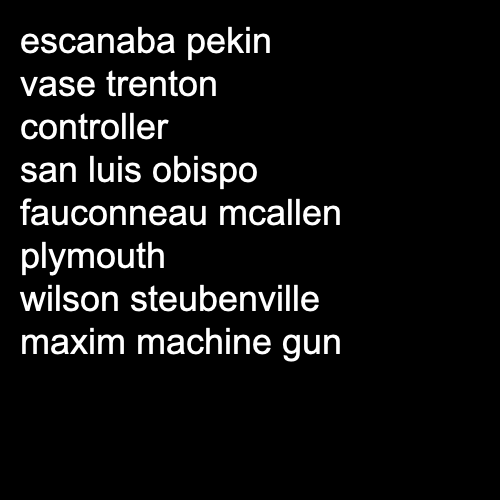 escanaba pekin
vase trenton
controller
san luis obispo
fauconneau mcallen
plymouth
wilson steubenville
maxim machine gun